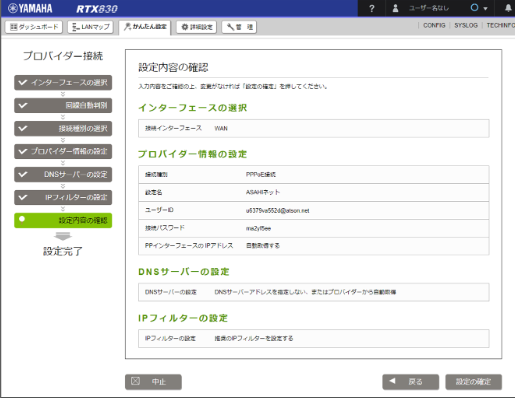 YAMAHA RTX830 ? ユーザー名なし
ダッシュボード LANマップ かんたん設定 詳細設定 管 理 CONFIG SYSLOG TECHINFO
プロバイダー接続
インターフェースの選択
回線自動判別
接続種別の選択
プロバイダー情報の設定
DNSサーバーの設定
IPフィルターの設定
設定内容の確認
設定完了
設定内容の確認
入力内容をご確認の上、変更がなければ「設定の確定」を押してください。
インターフェースの選択
接続インターフェース WAN
プロバイダー情報の設定
接続種別 PPPoE接続
設定名 ASAHIネット
ユーザーID
接続パスワード
PPインターフェースのIPアドレス 自動取得する
DNSサーバーの設定
DNSサーバーの設定 DNSサーバーアドレスを指定しない、またはプロバイダーから自動取得
IPフィルターの設定
IPフィルターの設定 推奨のIPフィルターを設定する
中止 戻る 設定の確定